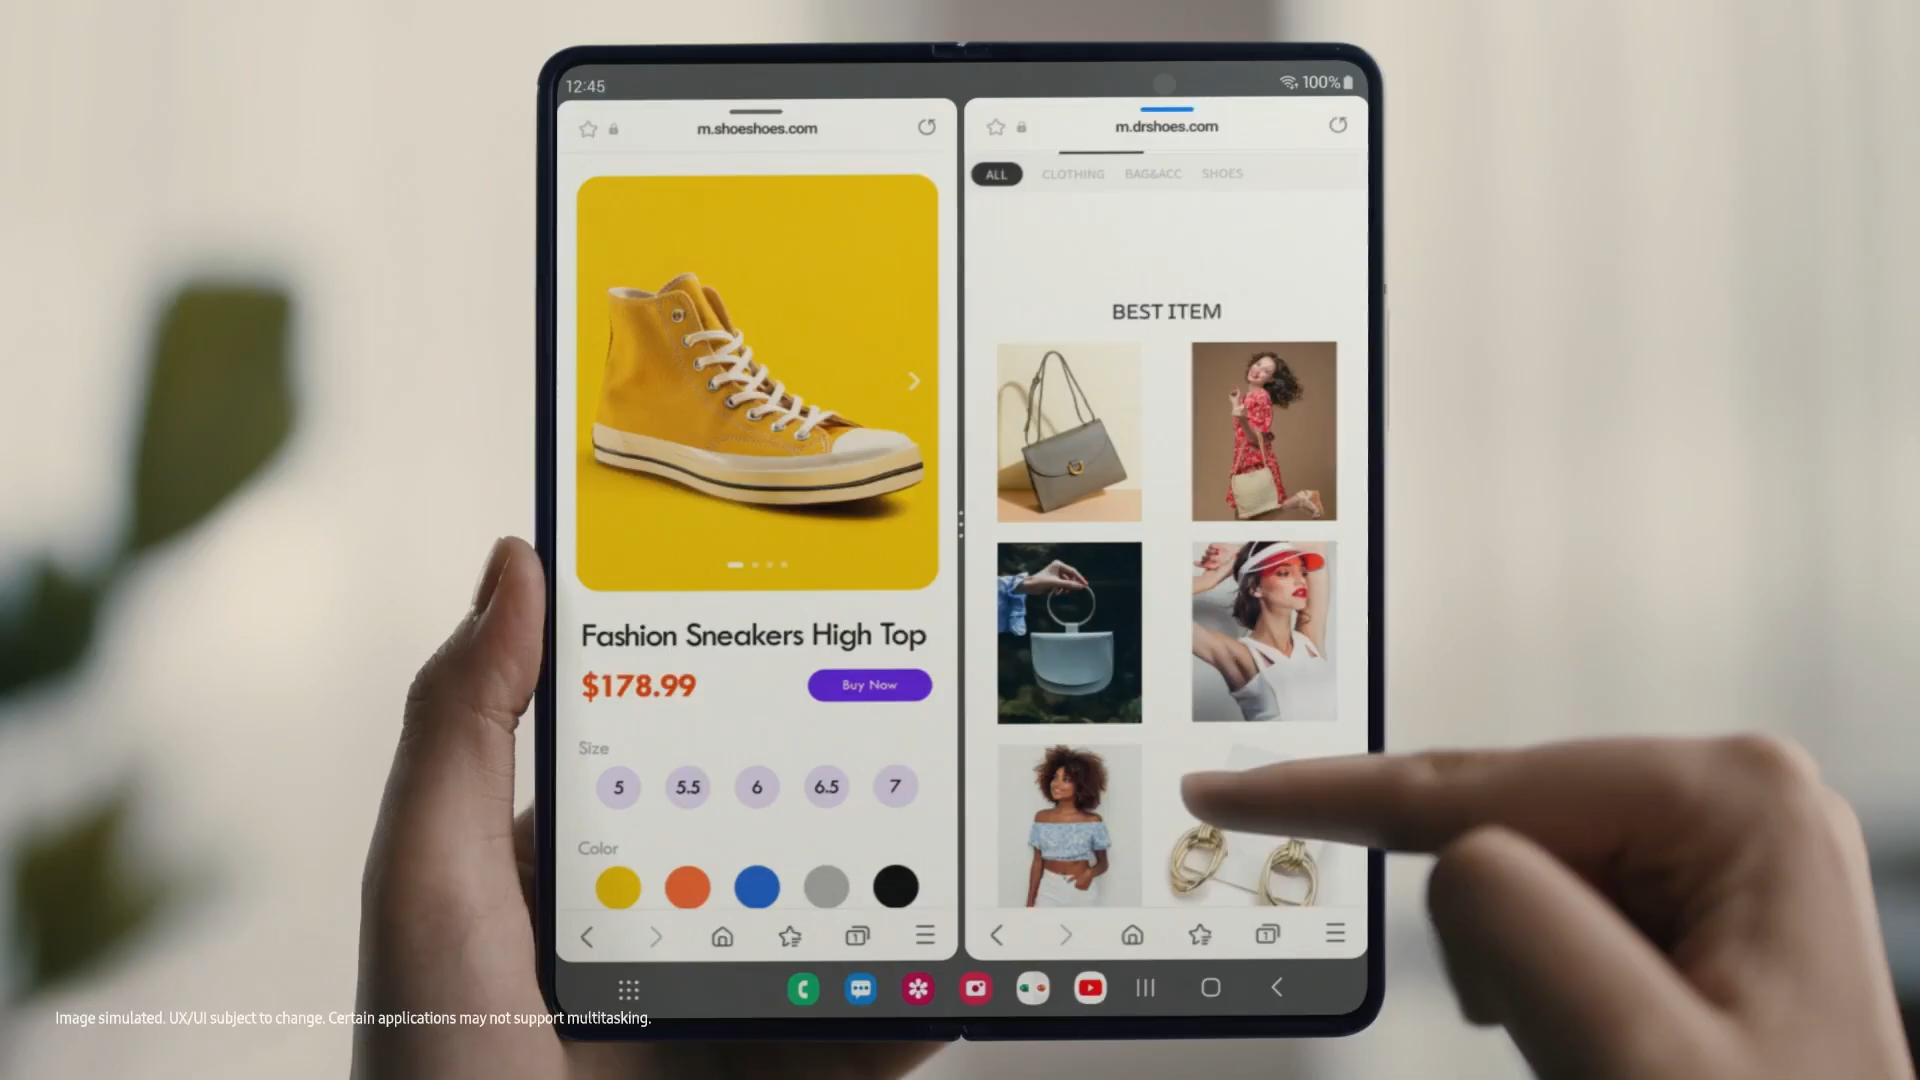 12:45
100%
m.shoeshoes.com
Fashion Sneakers High Top
$178.99
Buy Now
Size
5 5.5 6 6.5 7
Color
1
m.drshoes.com
ALL CLOTHING BAG&ACC SHOES
BEST ITEM
1
Image simulated. UX/UI subject to change. Certain applications may not support multitasking.